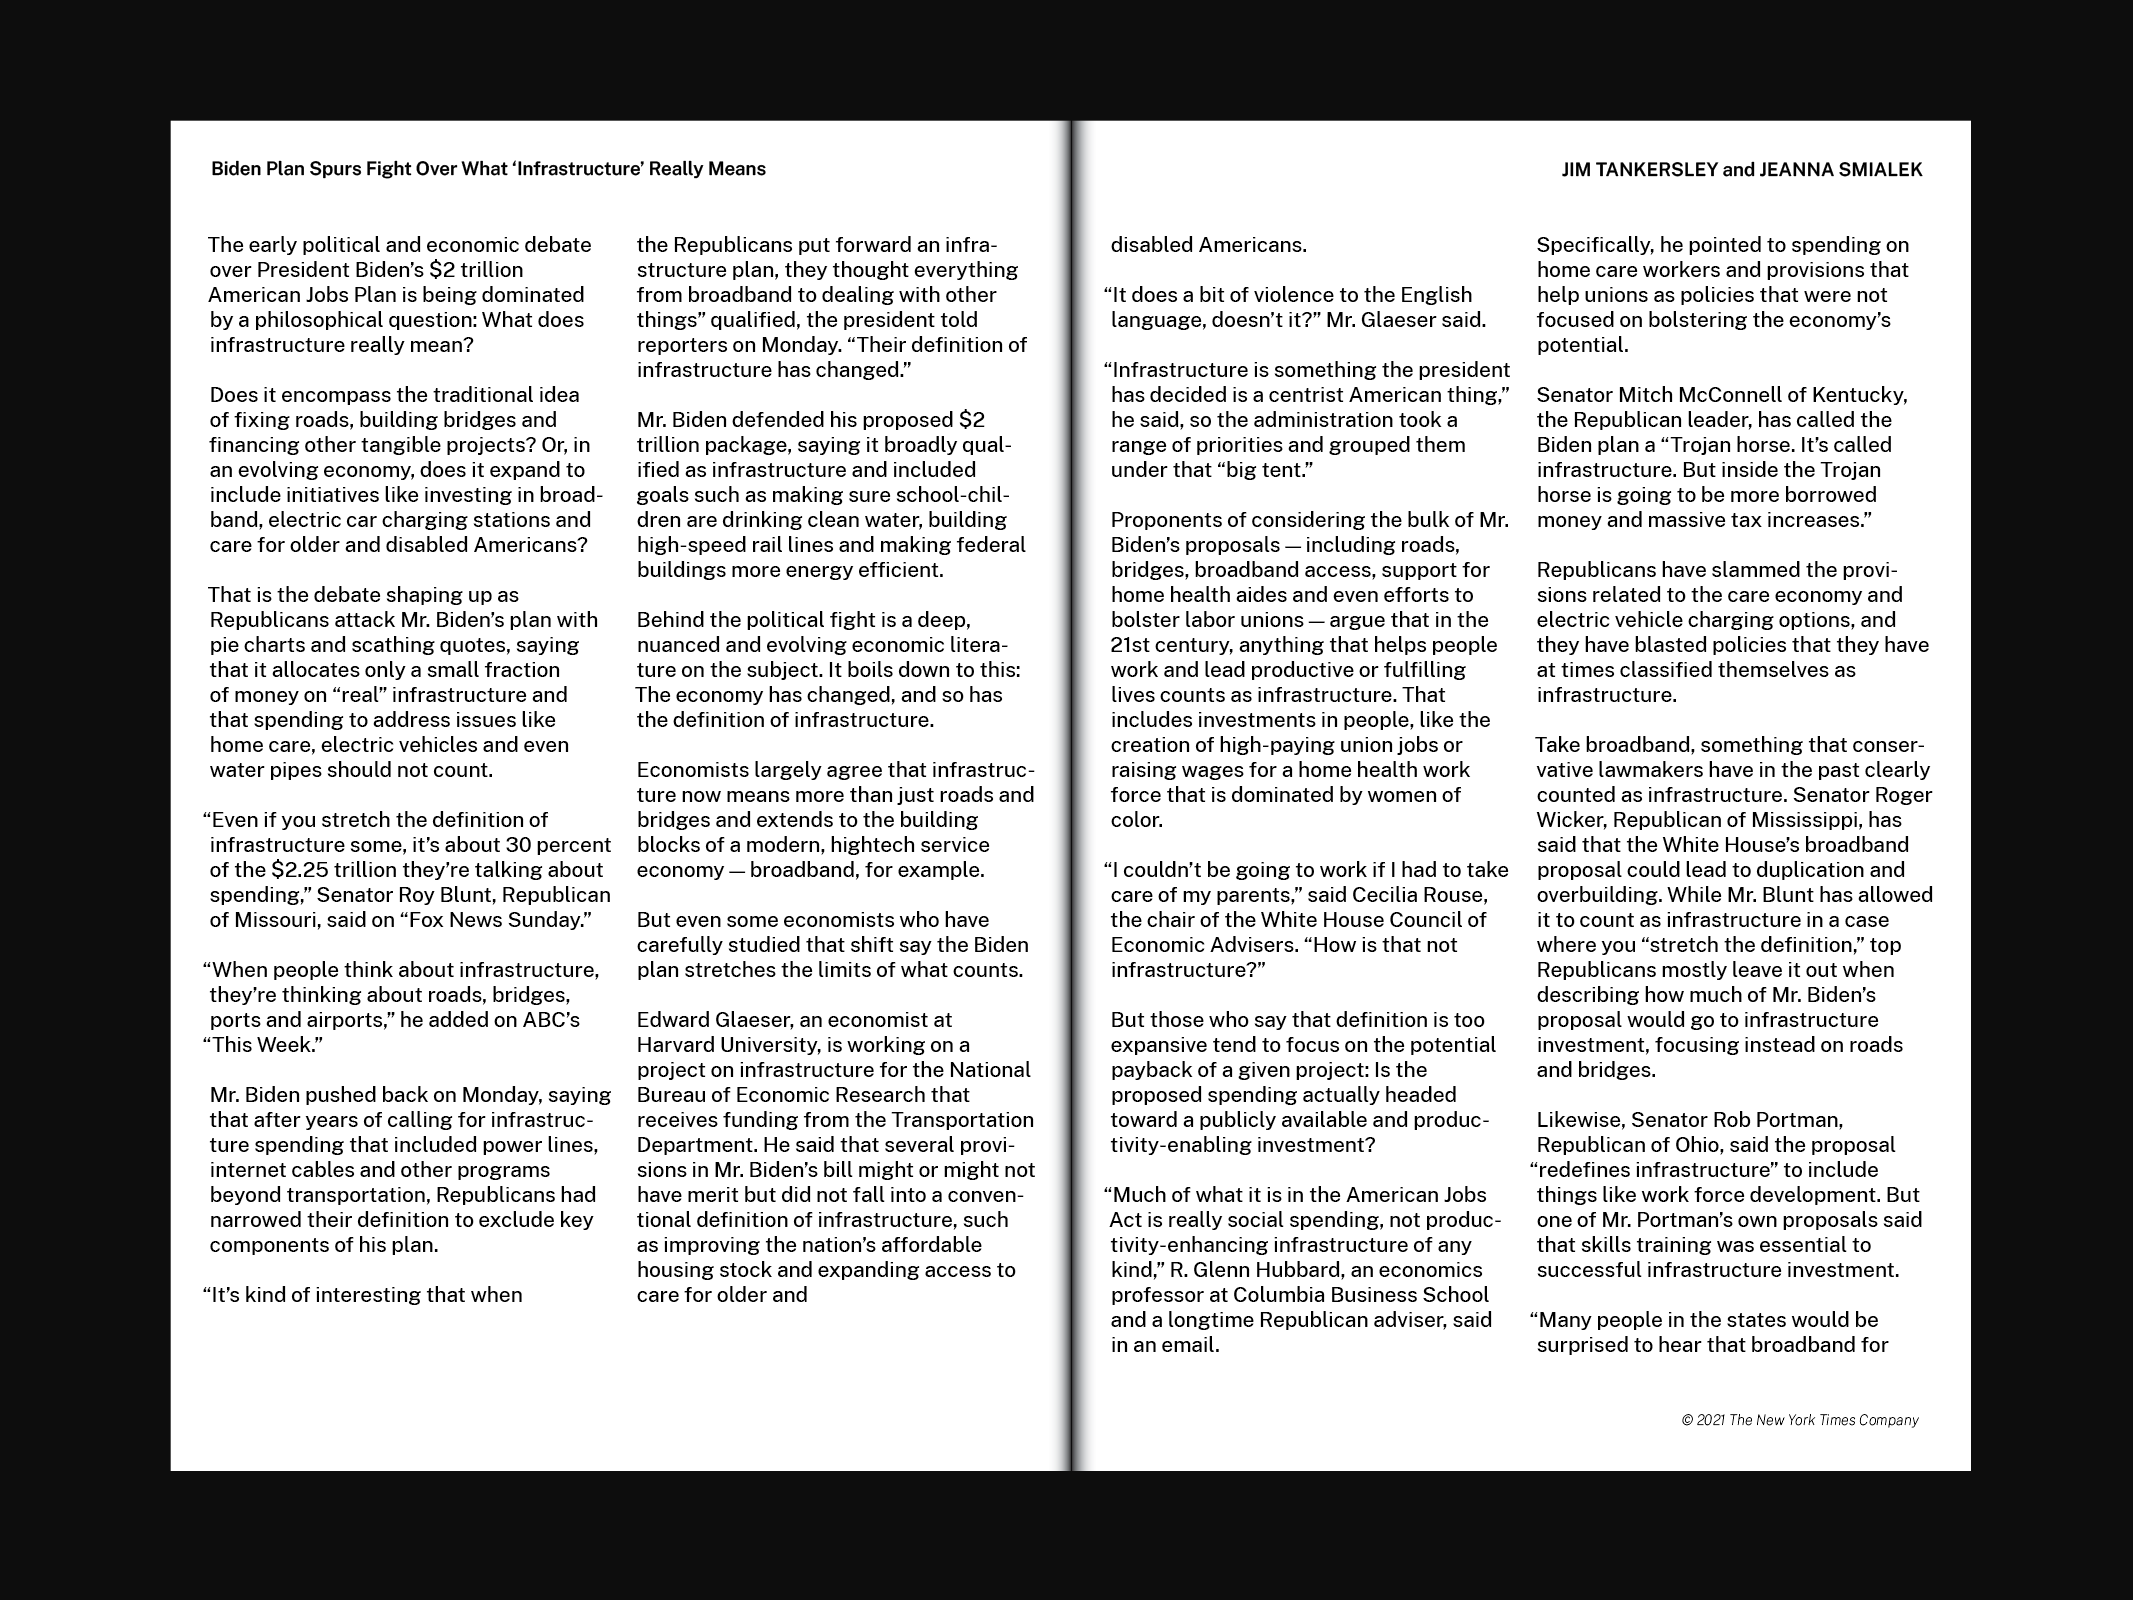 Biden Plan Spurs Fight Over What ‘Infrastructure’ Really Means
The early political and economic debate
over President Biden’s $2 trillion
American Jobs Plan is being dominated
by a philosophical question: What does
infrastructure really mean?
Does it encompass the traditional idea
of fixing roads, building bridges and
financing other tangible projects? Or, in
an evolving economy, does it expand to
include initiatives like investing in broad-
band, electric car charging stations and
care for older and disabled Americans?
That is the debate shaping up as
Republicans attack Mr. Biden’s plan with
pie charts and scathing quotes, saying
that it allocates only a small fraction
of money on “real” infrastructure and
that spending to address issues like
home care, electric vehicles and even
water pipes should not count.
“Even if you stretch the definition of
infrastructure some, it’s about 30 percent
of the $2.25 trillion they’re talking about
spending,” Senator Roy Blunt, Republican
of Missouri, said on “Fox News Sunday.”
“When people think about infrastructure,
they’re thinking about roads, bridges,
ports and airports,” he added on ABC’s
“This Week.”
Mr. Biden pushed back on Monday, saying
that after years of calling for infrastruc-
ture spending that included power lines,
internet cables and other programs
beyond transportation, Republicans had
narrowed their definition to exclude key
components of his plan.
“It’s kind of interesting that when
the Republicans put forward an infra-
structure plan, they thought everything
from broadband to dealing with other
things” qualified, the president told
reporters on Monday. “Their definition of
infrastructure has changed.”
Mr. Biden defended his proposed $2
trillion package, saying it broadly qual-
ified as infrastructure and included
goals such as making sure school-chil-
dren are drinking clean water, building
high-speed rail lines and making federal
buildings more energy efficient.
Behind the political fight is a deep,
nuanced and evolving economic litera-
ture on the subject. It boils down to this:
The economy has changed, and so has
the definition of infrastructure.
Economists largely agree that infrastruc-
ture now means more than just roads and
bridges and extends to the building
blocks of a modern, hightech service
economy — broadband, for example.
But even some economists who have
carefully studied that shift say the Biden
plan stretches the limits of what counts.
Edward Glaeser, an economist at
Harvard University, is working on a
project on infrastructure for the National
Bureau of Economic Research that
receives funding from the Transportation
Department. He said that several provi-
sions in Mr. Biden’s bill might or might not
have merit but did not fall into a conven-
tional definition of infrastructure, such
as improving the nation’s affordable
housing stock and expanding access to
care for older and
JIM TANKERSLEY and JEANNA SMIALEK
disabled Americans.
“It does a bit of violence to the English
language, doesn’t it?” Mr. Glaeser said.
“Infrastructure is something the president
has decided is a centrist American thing,”
he said, so the administration took a
range of priorities and grouped them
under that “big tent.”
Proponents of considering the bulk of Mr.
Biden’s proposals — including roads,
bridges, broadband access, support for
home health aides and even efforts to
bolster labor unions — argue that in the
21st century, anything that helps people
work and lead productive or fulfilling
lives counts as infrastructure. That
includes investments in people, like the
creation of high-paying union jobs or
raising wages for a home health work
force that is dominated by women of
color.
“I couldn’t be going to work if I had to take
care of my parents,” said Cecilia Rouse,
the chair of the White House Council of
Economic Advisers. “How is that not
infrastructure?”
But those who say that definition is too
expansive tend to focus on the potential
payback of a given project: Is the
proposed spending actually headed
toward a publicly available and produc-
tivity-enabling investment?
“Much of what it is in the American Jobs
Act is really social spending, not produc-
tivity-enhancing infrastructure of any
kind,” R. Glenn Hubbard, an economics
professor at Columbia Business School
and a longtime Republican adviser, said
in an email.
Specifically, he pointed to spending on
home care workers and provisions that
help unions as policies that were not
focused on bolstering the economy’s
potential.
Senator Mitch McConnell of Kentucky,
the Republican leader, has called the
Biden plan a “Trojan horse. It’s called
infrastructure. But inside the Trojan
horse is going to be more borrowed
money and massive tax increases.”
Republicans have slammed the provi-
sions related to the care economy and
electric vehicle charging options, and
they have blasted policies that they have
at times classified themselves as
infrastructure.
Take broadband, something that conser-
vative lawmakers have in the past clearly
counted as infrastructure. Senator Roger
Wicker, Republican of Mississippi, has
said that the White House’s broadband
proposal could lead to duplication and
overbuilding. While Mr. Blunt has allowed
it to count as infrastructure in a case
where you “stretch the definition,” top
Republicans mostly leave it out when
describing how much of Mr. Biden’s
proposal would go to infrastructure
investment, focusing instead on roads
and bridges.
Likewise, Senator Rob Portman,
Republican of Ohio, said the proposal
“redefines infrastructure” to include
things like work force development. But
one of Mr. Portman’s own proposals said
that skills training was essential to
successful infrastructure investment.
“Many people in the states would be
surprised to hear that broadband for
© 2021 The New York Times Company